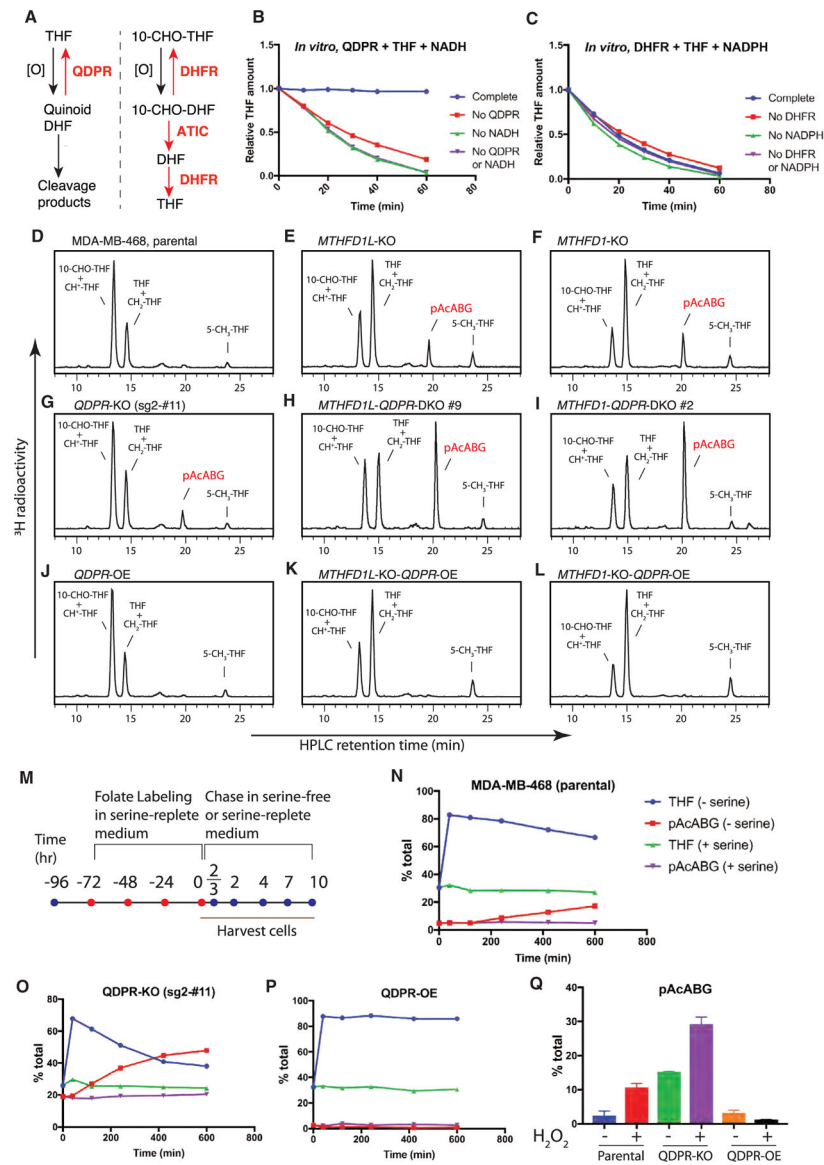 A
THF
[O]
QDPR
Quinoid
DHF
Cleavage
products
10-CHO-THF
[O]
DHFR
10-CHO-DHF
ATIC
DHF
DHFR
THF
B
In vitro, QDPR + THF + NADH
Relative THF amount
1.5
1.0
0.5
0.0
0 20 40 60 80
Time (min)
Complete
No QDPR
No NADH
No QDPR
or NADH
C
In vitro, DHFR + THF + NADPH
Relative THF amount
1.5
1.0
0.5
0.0
0 20 40 60 80
Time (min)
Complete
No DHFR
No NADPH
No DHFR
or NADPH
D
MDA-MB-468, parental
10-CHO-THF
+
CH⁺-THF
THF
+
CH₂-THF
5-CH₃-THF
10 15 20 25
E
MTHFD1L-KO
10-CHO-THF
+
CH⁺-THF
THF
+
CH₂-THF
pAcABG
5-CH₃-THF
10 15 20 25
F
MTHFD1-KO
10-CHO-THF
+
CH⁺-THF
THF
+
CH₂-THF
pAcABG
5-CH₃-THF
10 15 20 25
G
QDPR-KO (sg2-#11)
10-CHO-THF
+
CH⁺-THF
THF
+
CH₂-THF
pAcABG
5-CH₃-THF
10 15 20 25
H
MTHFD1L-QDPR-DKO #9
10-CHO-THF
+
CH⁺-THF
THF
+
CH₂-THF
pAcABG
5-CH₃-THF
10 15 20 25
I
MTHFD1-QDPR-DKO #2
10-CHO-THF
+
CH⁺-THF
THF
+
CH₂-THF
pAcABG
5-CH₃-THF
10 15 20 25
J
QDPR-OE
10-CHO-THF
+
CH⁺-THF
THF
+
CH₂-THF
5-CH₃-THF
10 15 20 25
K
MTHFD1L-KO-QDPR-OE
10-CHO-THF
+
CH⁺-THF
THF
+
CH₂-THF
5-CH₃-THF
10 15 20 25
L
MTHFD1-KO-QDPR-OE
10-CHO-THF
+
CH⁺-THF
THF
+
CH₂-THF
5-CH₃-THF
10 15 20 25
³H radioactivity
HPLC retention time (min)
M
Folate Labeling
in serine-replete
medium
Chase in serine-free
or serine-replete
medium
Time
(hr)
-96 -72 -48 -24 0 2/3 2 4 7 10
Harvest cells
N
MDA-MB-468 (parental)
% total
100
80
60
40
20
0
0 200 400 600 800
Time (min)
THF (- serine)
pAcABG (- serine)
THF (+ serine)
pAcABG (+ serine)
O
QDPR-KO (sg2-#11)
% total
80
60
40
20
0
0 200 400 600 800
Time (min)
P
QDPR-OE
% total
100
80
60
40
20
0
0 200 400 600 800
Time (min)
Q
pAcABG
% total
40
30
20
10
0
H₂O₂ - + - + - +
Parental QDPR-KO QDPR-OE